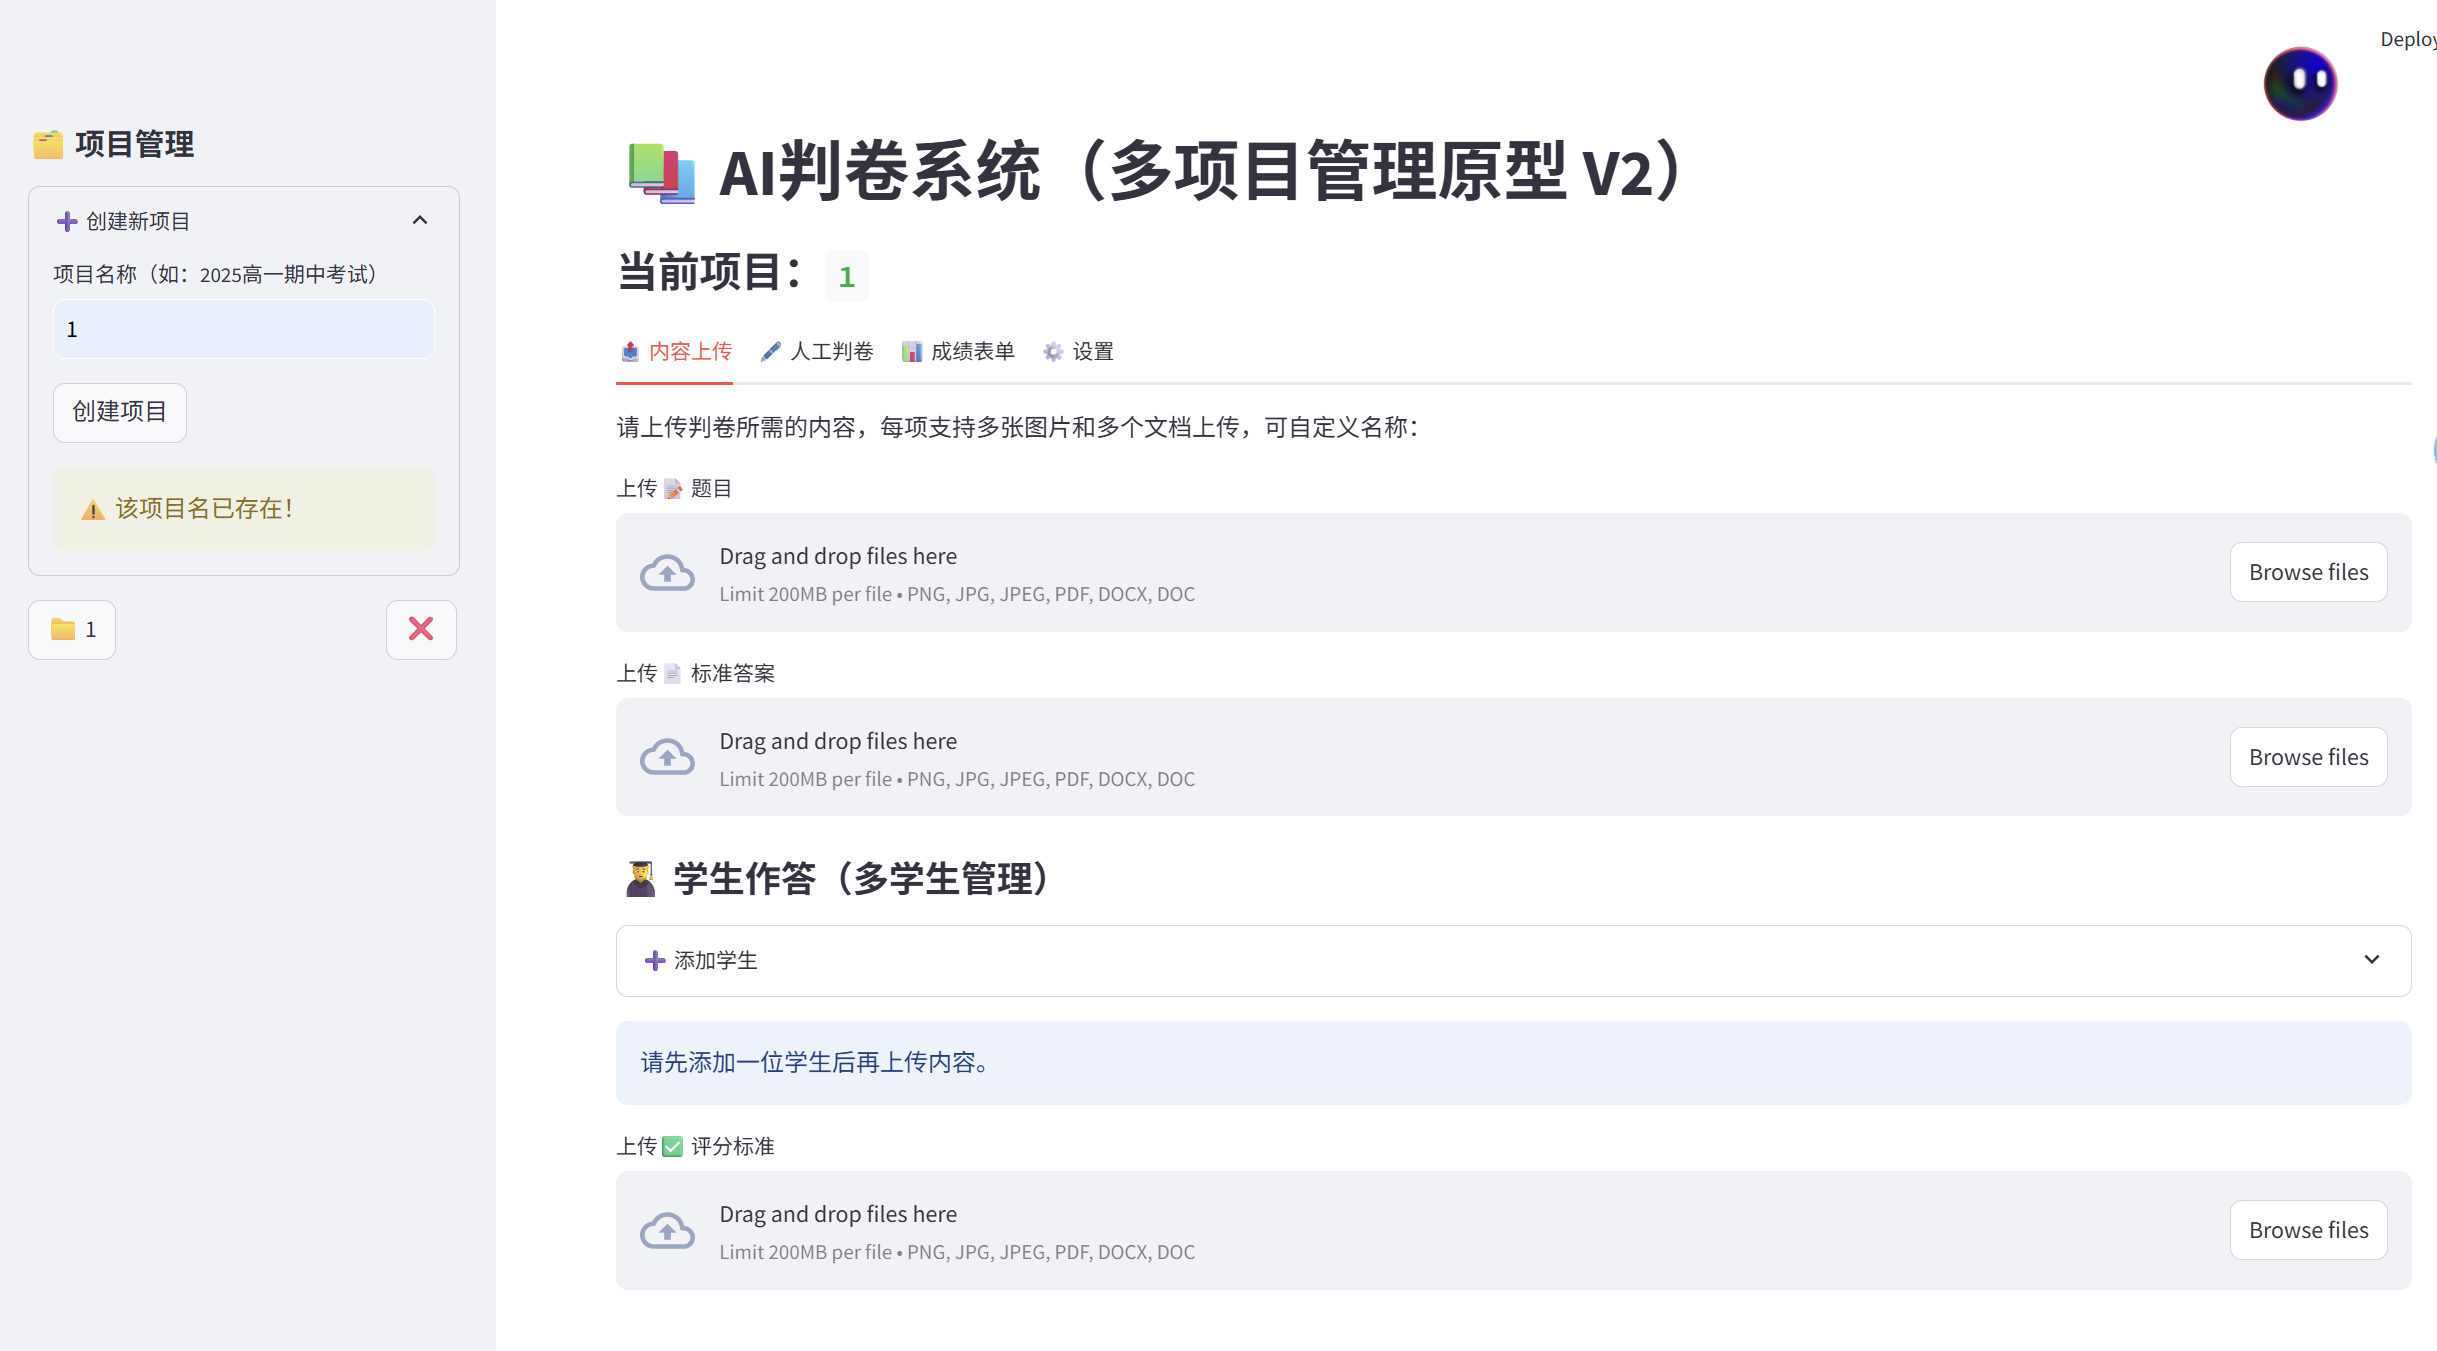 Deploy
项目管理
创建新项目
项目名称（如：2025高一期中考试）
1
创建项目
该项目名已存在！
1
AI判卷系统（多项目管理原型 V2）
当前项目： 1
内容上传 人工判卷 成绩表单 设置
请上传判卷所需的内容，每项支持多张图片和多个文档上传，可自定义名称：
上传 题目
Drag and drop files here
Limit 200MB per file • PNG, JPG, JPEG, PDF, DOCX, DOC
Browse files
上传 标准答案
Drag and drop files here
Limit 200MB per file • PNG, JPG, JPEG, PDF, DOCX, DOC
Browse files
学生作答（多学生管理）
添加学生
请先添加一位学生后再上传内容。
上传 评分标准
Drag and drop files here
Limit 200MB per file • PNG, JPG, JPEG, PDF, DOCX, DOC
Browse files